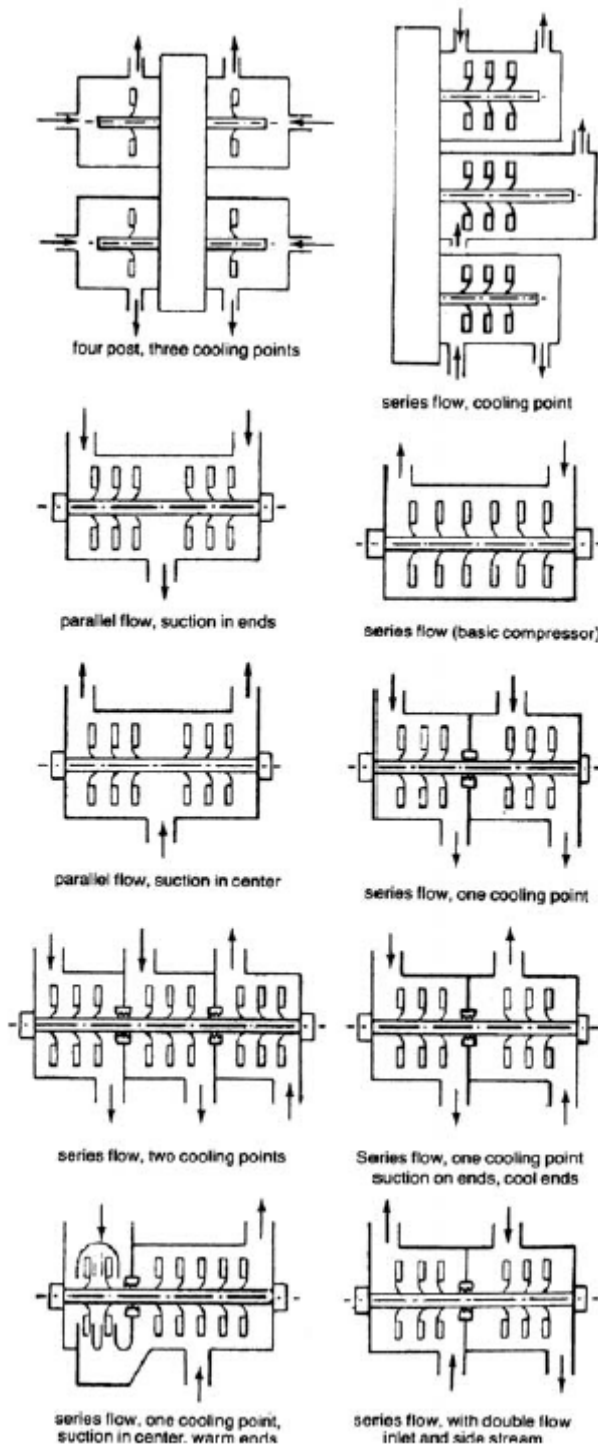 four post, three cooling points
series flow, cooling point
parallel flow, suction in ends
series flow (basic compressor)
parallel flow, suction in center
series flow, one cooling point
series flow, two cooling points
Series flow, one cooling point
suction on ends, cool ends
series flow, one cooling point,
suction in center, warm ends
series flow, with double flow
inlet and side stream